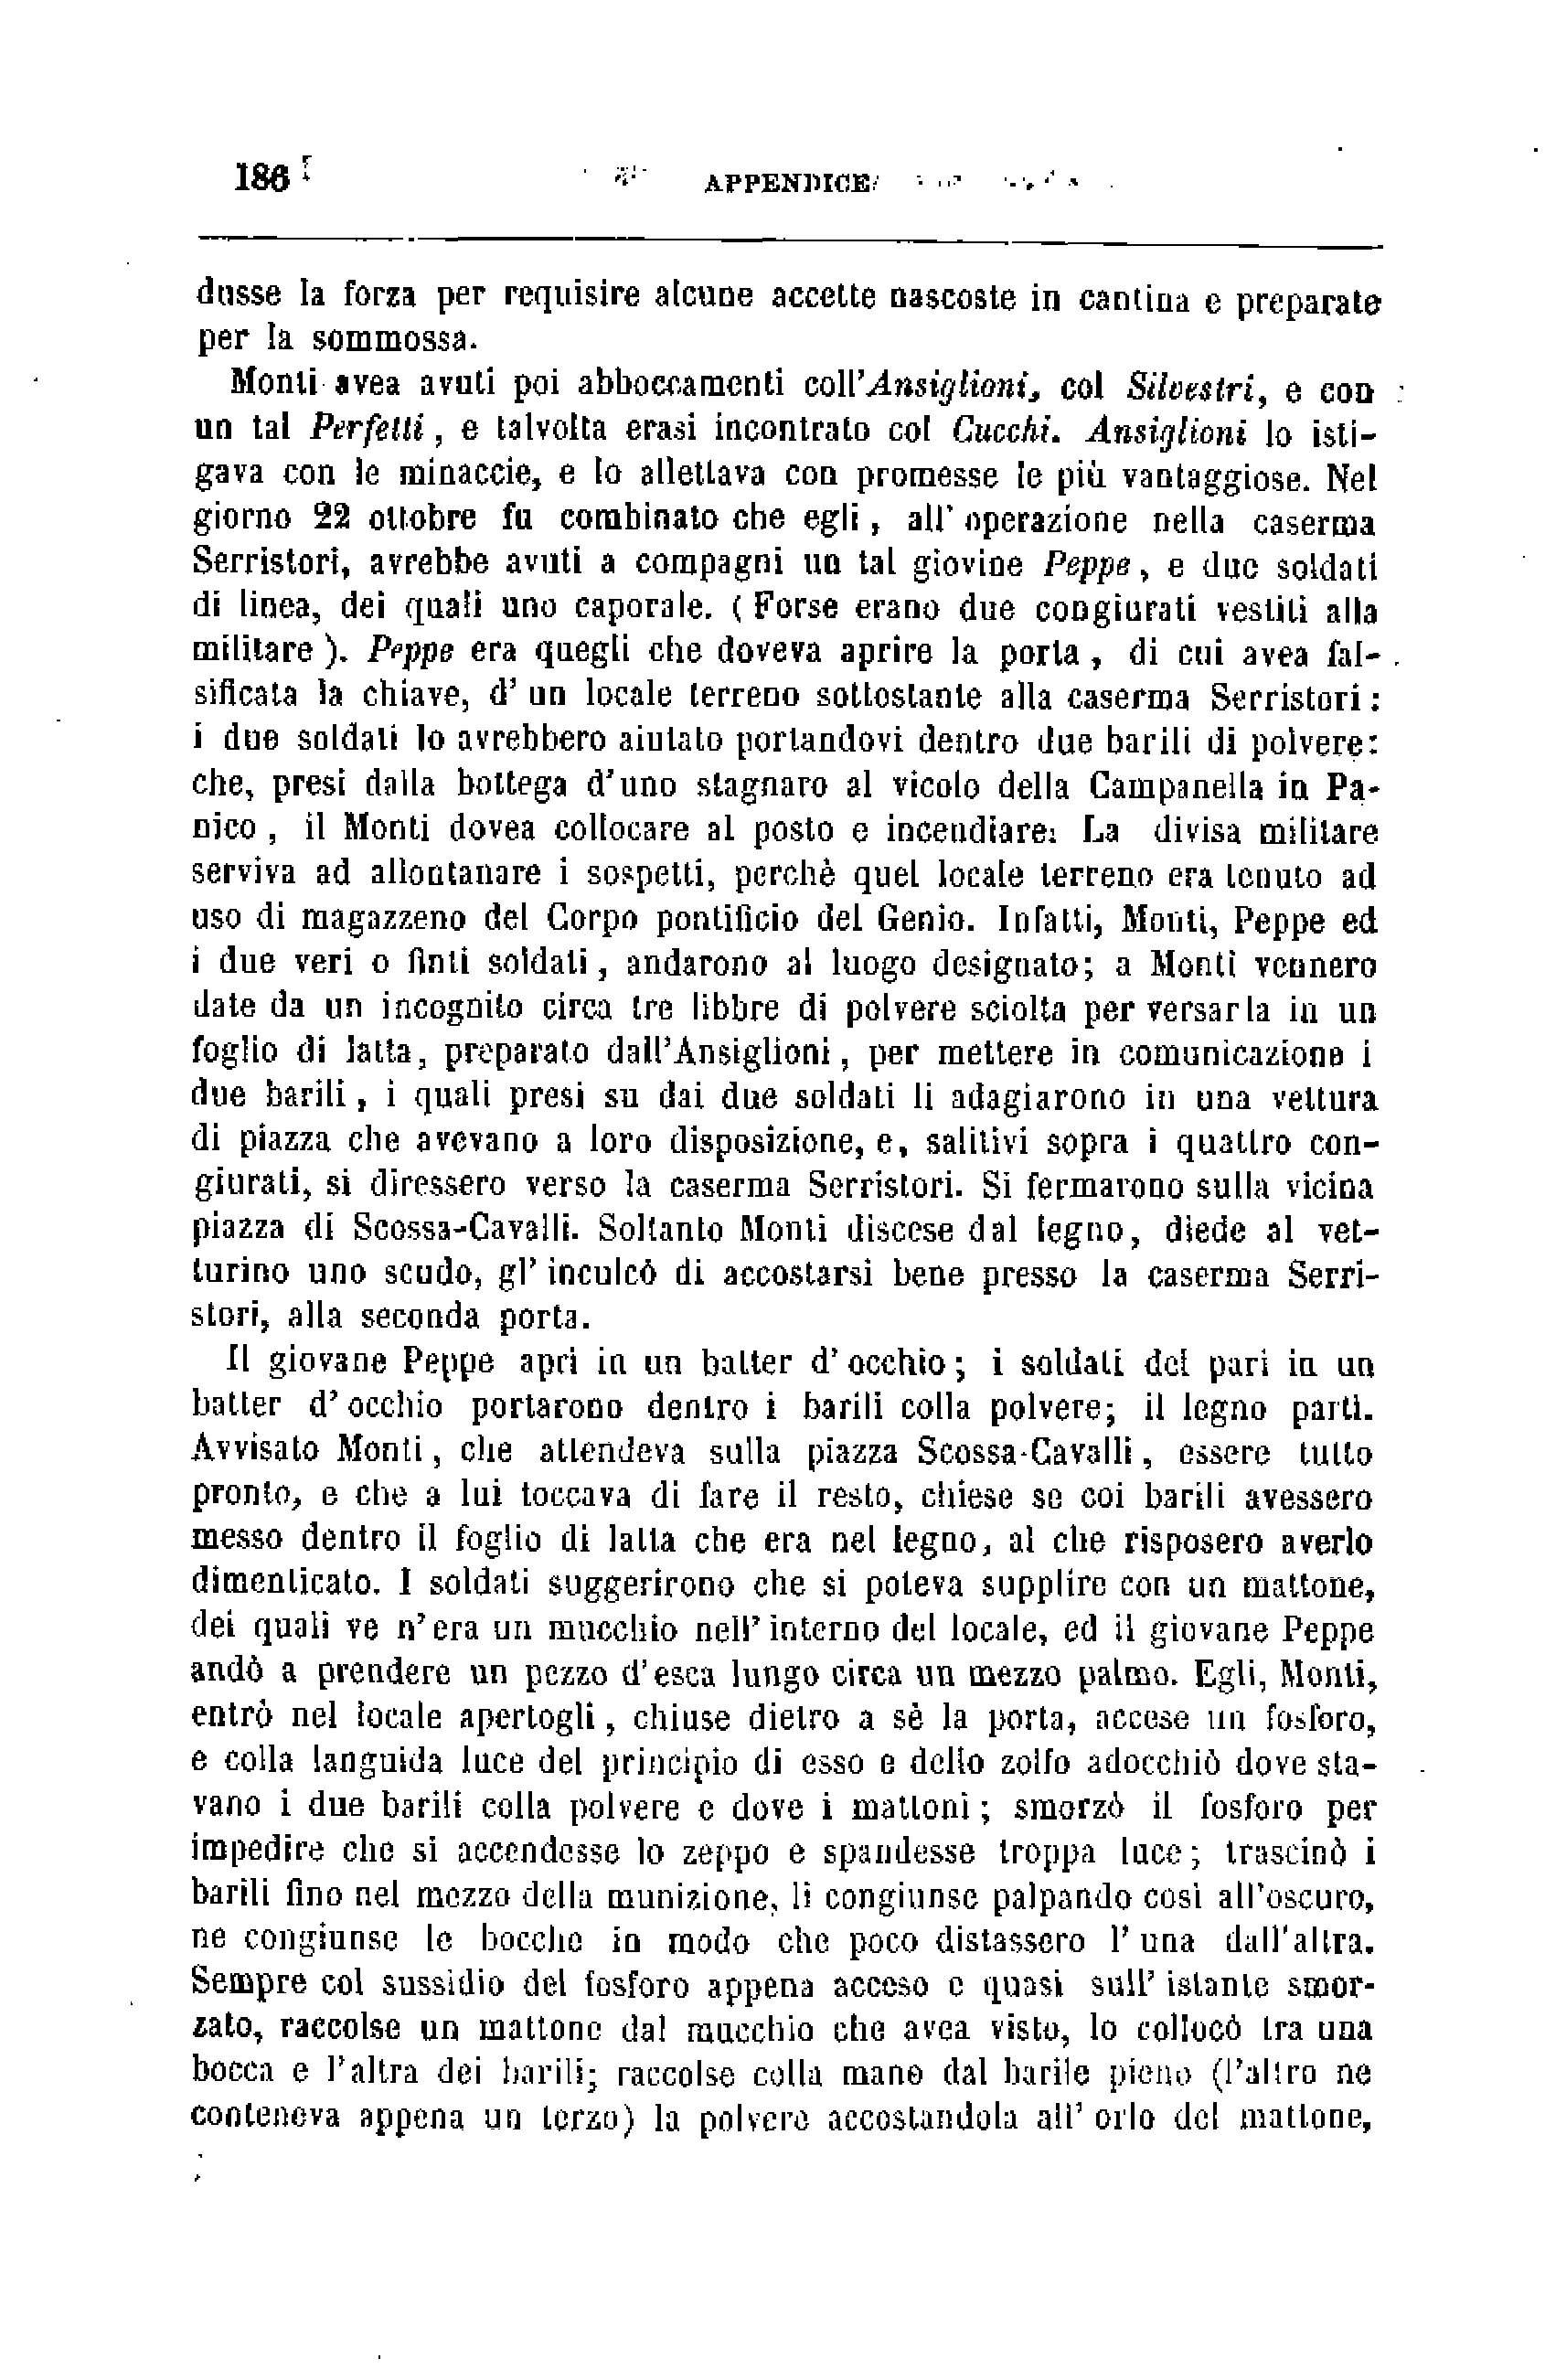 186
APPENDICE
dusse la forza per requisire alcune accette nascoste in cantina e preparate
per la sommossa.
Monti avea avuti poi abboccamenti coll'Ansiglioni, col Silvestri, e con
un tal Perfetti, e talvolta erasi incontrato col Cucchi. Ansiglioni lo isti-
gava con le minaccie, e lo allettava con promesse le più vantaggiose. Nel
giorno 22 ottobre fu combinato che egli, all' operazione nella caserma
Serristori, avrebbe avuti a compagni un tal giovine Peppe, e due soldati
di linea, dei quali uno caporale. (Forse erano due congiurati vestiti alla
militare). Peppe era quegli che doveva aprire la porta, di cui avea fal-
sificata la chiave, d' un locale terreno sottostante alla caserma Serristori:
i due soldati lo avrebbero aiutato portandovi dentro due barili di polvere:
che, presi dalla bottega d'uno stagnaro al vicolo della Campanella in Pa-
nico, il Monti dovea collocare al posto e incendiare. La divisa militare
serviva ad allontanare i sospetti, perchè quel locale terreno era tenuto ad
uso di magazzeno del Corpo pontificio del Genio. Infatti, Monti, Peppe ed
i due veri o finti soldati, andarono al luogo designato; a Monti vennero
date da un incognito circa tre libbre di polvere sciolta per versarla in un
foglio di latta, preparato dall'Ansiglioni, per mettere in comunicazione i
due barili, i quali presi su dai due soldati li adagiarono in una vettura
di piazza che avevano a loro disposizione, e, salitivi sopra i quattro con-
giurati, si diressero verso la caserma Serristori. Si fermarono sulla vicina
piazza di Scossa-Cavalli. Soltanto Monti discese dal legno, diede al vet-
turino uno scudo, gl' inculcò di accostarsi bene presso la caserma Serri-
stori, alla seconda porta.
Il giovane Peppe aprì in un batter d' occhio; i soldati del pari in un
batter d' occhio portarono dentro i barili colla polvere; il legno partì.
Avvisato Monti, che attendeva sulla piazza Scossa-Cavalli, essere tutto
pronto, e che a lui toccava di fare il resto, chiese se coi barili avessero
messo dentro il foglio di latta che era nel legno, al che risposero averlo
dimenticato. I soldati suggerirono che si poteva supplire con un mattone,
dei quali ve n' era un mucchio nell' interno del locale, ed il giovane Peppe
andò a prendere un pezzo d'esca lungo circa un mezzo palmo. Egli, Monti,
entrò nel locale apertogli, chiuse dietro a sè la porta, accese un fosforo,
e colla languida luce del principio di esso e dello zolfo adocchiò dove sta-
vano i due barili colla polvere e dove i mattoni; smorzò il fosforo per
impedire che si accendesse lo zeppo e spandesse troppa luce; trascinò i
barili fino nel mezzo della munizione, li congiunse palpando così all'oscuro,
ne congiunse le bocche in modo che poco distassero l' una dall'altra.
Sempre col sussidio del fosforo appena acceso e quasi sull' istante smor-
zato, raccolse un mattone dal mucchio che avea visto, lo collocò tra una
bocca e l'altra dei barili; raccolse colla mano dal barile pieno (l'altro ne
conteneva appena un terzo) la polvere accostandola all' orlo del mattone,